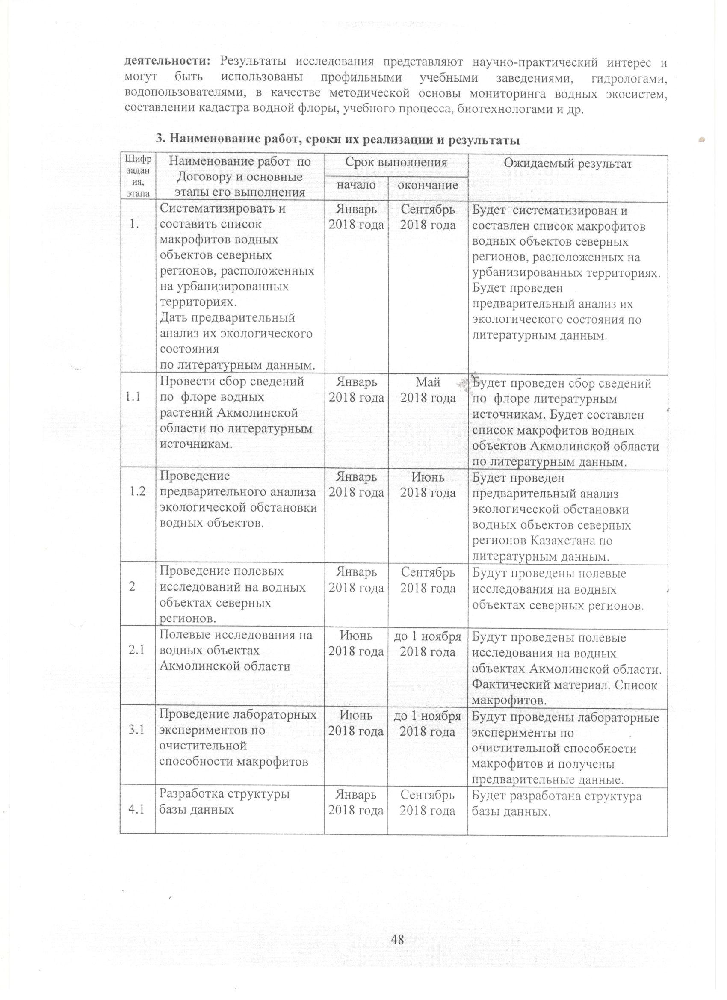 деятельности: Результаты исследования представляют научно-практический интерес и
могут быть использованы профильными учебными заведениями, гидрологами,
водопользователями, в качестве методической основы мониторинга водных экосистем,
составлении кадастра водной флоры, учебного процесса, биотехнологами и др.
3. Наименование работ, сроки их реализации и результаты
Шифр
задан
ия,
этапа
Наименование работ по
Договору и основные
этапы его выполнения
Срок выполнения
начало
окончание
Ожидаемый результат
1.
Систематизировать и
составить список
макрофитов водных
объектов северных
регионов, расположенных
на урбанизированных
территориях.
Дать предварительный
анализ их экологического
состояния
по литературным данным.
Январь
2018 года
Сентябрь
2018 года
Будет систематизирован и
составлен список макрофитов
водных объектов северных
регионов, расположенных на
урбанизированных территориях.
Будет проведен
предварительный анализ их
экологического состояния по
литературным данным.
1.1
Провести сбор сведений
по флоре водных
растений Акмолинской
области по литературным
источникам.
Январь
2018 года
Май
2018 года
Будет проведен сбор сведений
по флоре литературным
источникам. Будет составлен
список макрофитов водных
объектов Акмолинской области
по литературным данным.
1.2
Проведение
предварительного анализа
экологической обстановки
водных объектов.
Январь
2018 года
Июнь
2018 года
Будет проведен
предварительный анализ
экологической обстановки
водных объектов северных
регионов Казахстана по
литературным данным.
2
Проведение полевых
исследований на водных
объектах северных
регионов.
Январь
2018 года
Сентябрь
2018 года
Будут проведены полевые
исследования на водных
объектах северных регионов.
2.1
Полевые исследования на
водных объектах
Акмолинской области
Июнь
2018 года
до 1 ноября
2018 года
Будут проведены полевые
исследования на водных
объектах Акмолинской области.
Фактический материал. Список
макрофитов.
3.1
Проведение лабораторных
экспериментов по
очистительной
способности макрофитов
Июнь
2018 года
до 1 ноября
2018 года
Будут проведены лабораторные
эксперименты по
очистительной способности
макрофитов и получены
предварительные данные.
4.1
Разработка структуры
базы данных
Январь
2018 года
Сентябрь
2018 года
Будет разработана структура
базы данных.
48